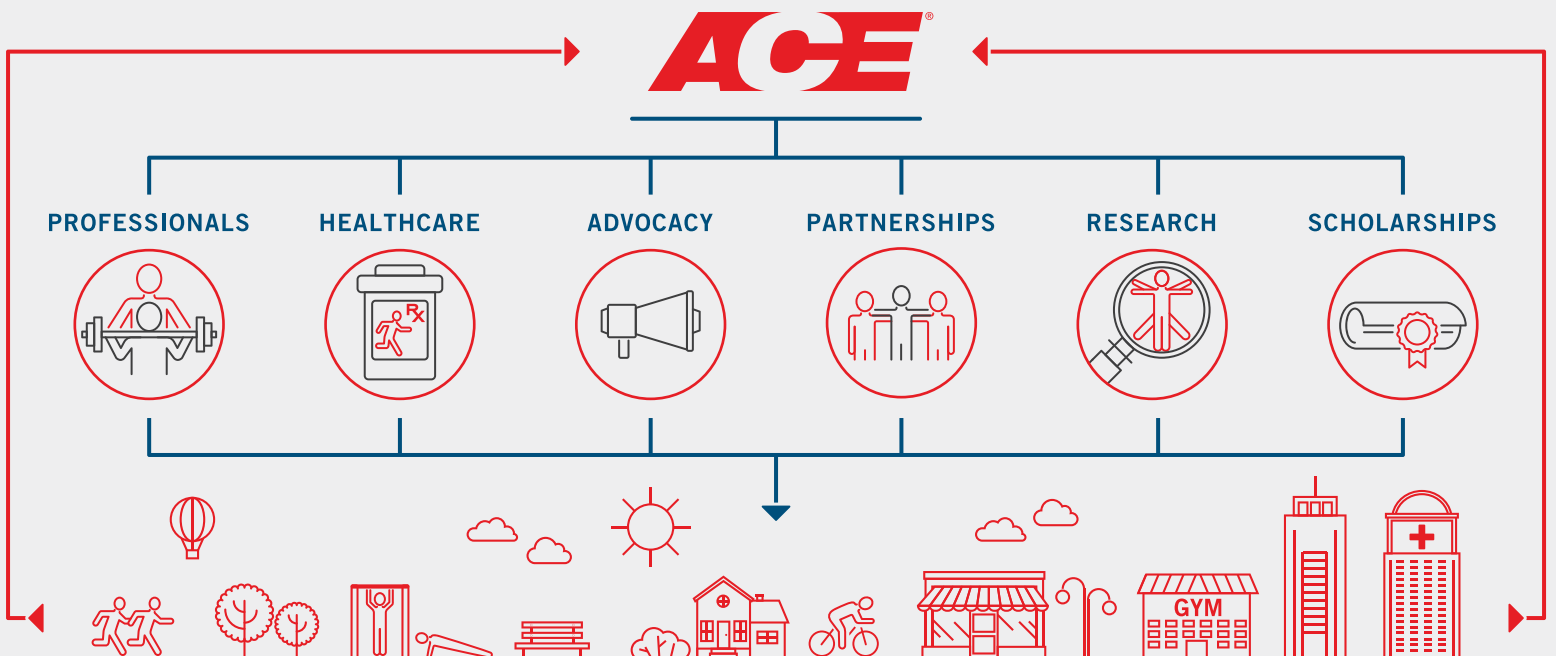 ACE®
PROFESSIONALS HEALTHCARE ADVOCACY PARTNERSHIPS RESEARCH SCHOLARSHIPS
Rx
GYM